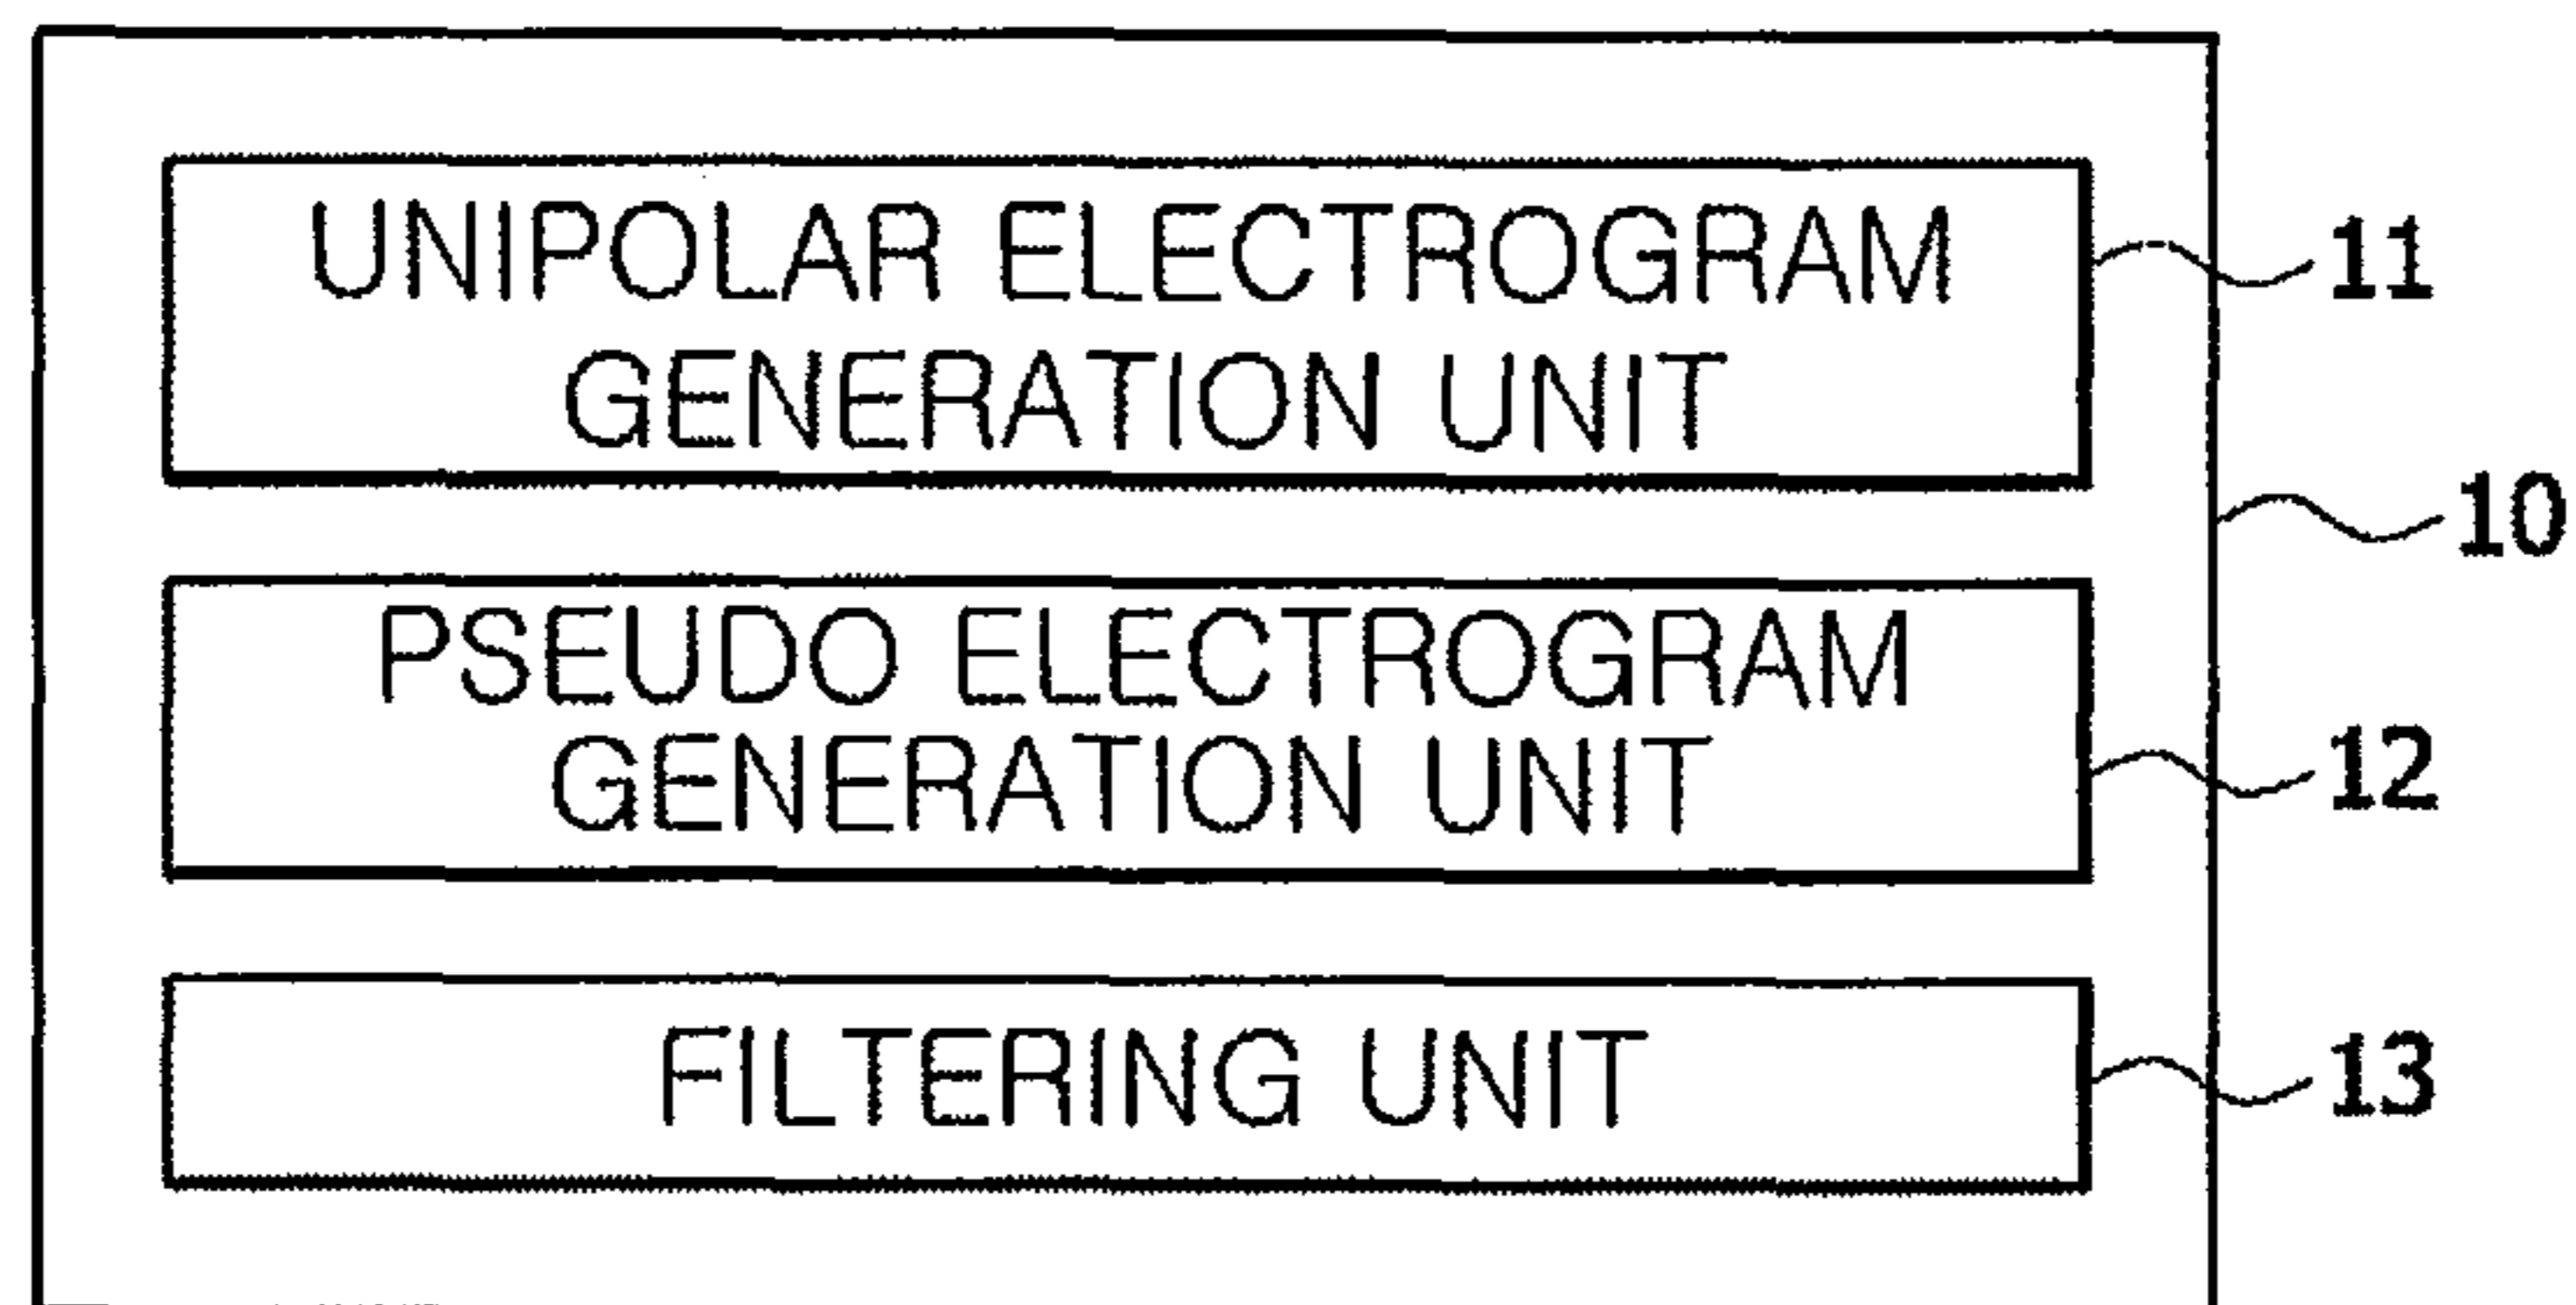 UNIPOLAR ELECTROGRAM
GENERATION UNIT
11
10
PSEUDO ELECTROGRAM
GENERATION UNIT
12
FILTERING UNIT
13